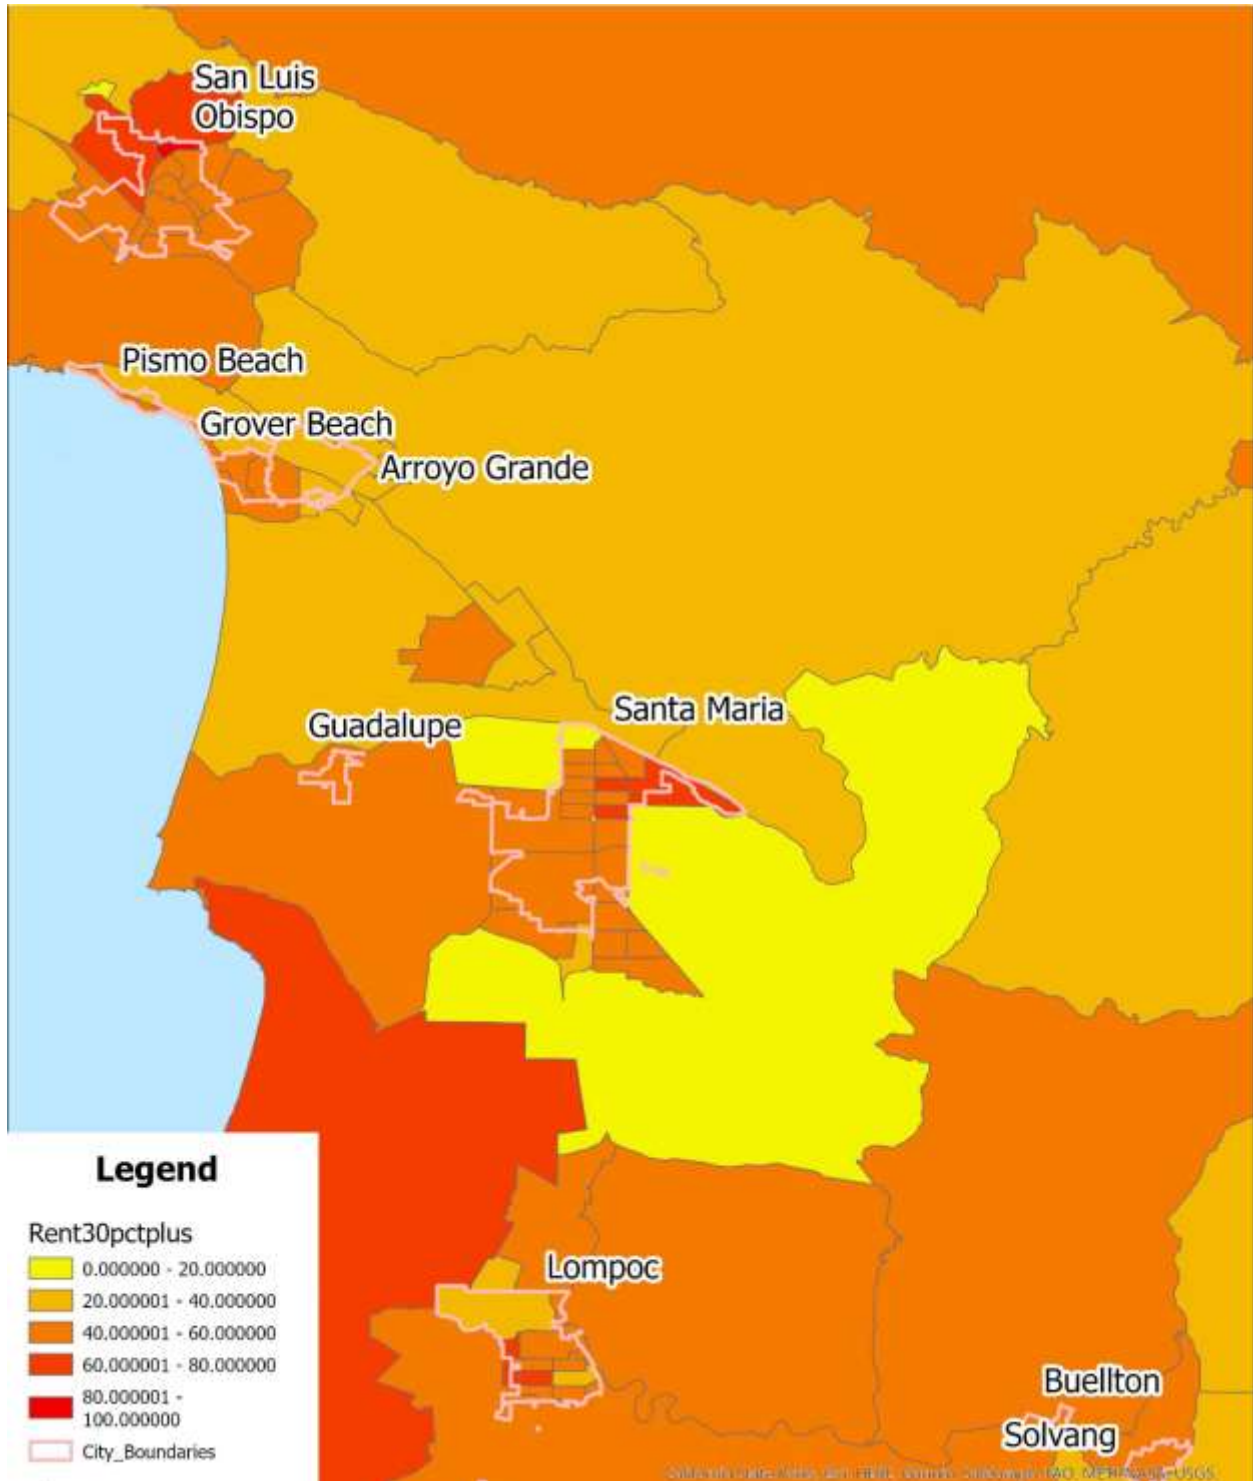 San Luis
Obispo
Pismo Beach
Grover Beach
Arroyo Grande
Santa Maria
Guadalupe
Lompoc
Buellton
Solvang
Legend
Rent30pctplus
0.000000 - 20.000000
20.000001 - 40.000000
40.000001 - 60.000000
60.000001 - 80.000000
80.000001 -
100.000000
City_Boundaries